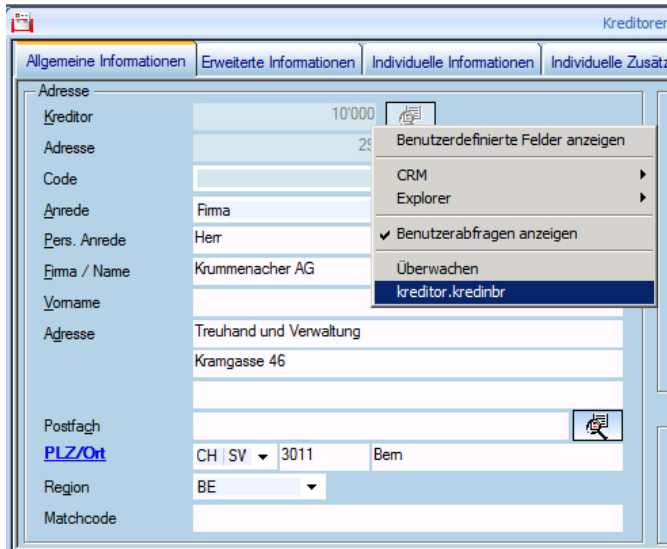 Kreditoren
Allgemeine Informationen Erweiterte Informationen Individuelle Informationen Individuelle Zusätz
Adresse
Kreditor 10'000
Adresse 29
Code
Anrede Firma
Pers. Anrede Herr
Firma / Name Krummenacher AG
Vorname
Adresse Treuhand und Verwaltung
Kramgasse 46
Postfach
PLZ/Ort CH SV 3011 Bern
Region BE
Matchcode
Benutzerdefinierte Felder anzeigen
CRM
Explorer
Benutzerabfragen anzeigen
Überwachen
kreditor.kredinbr